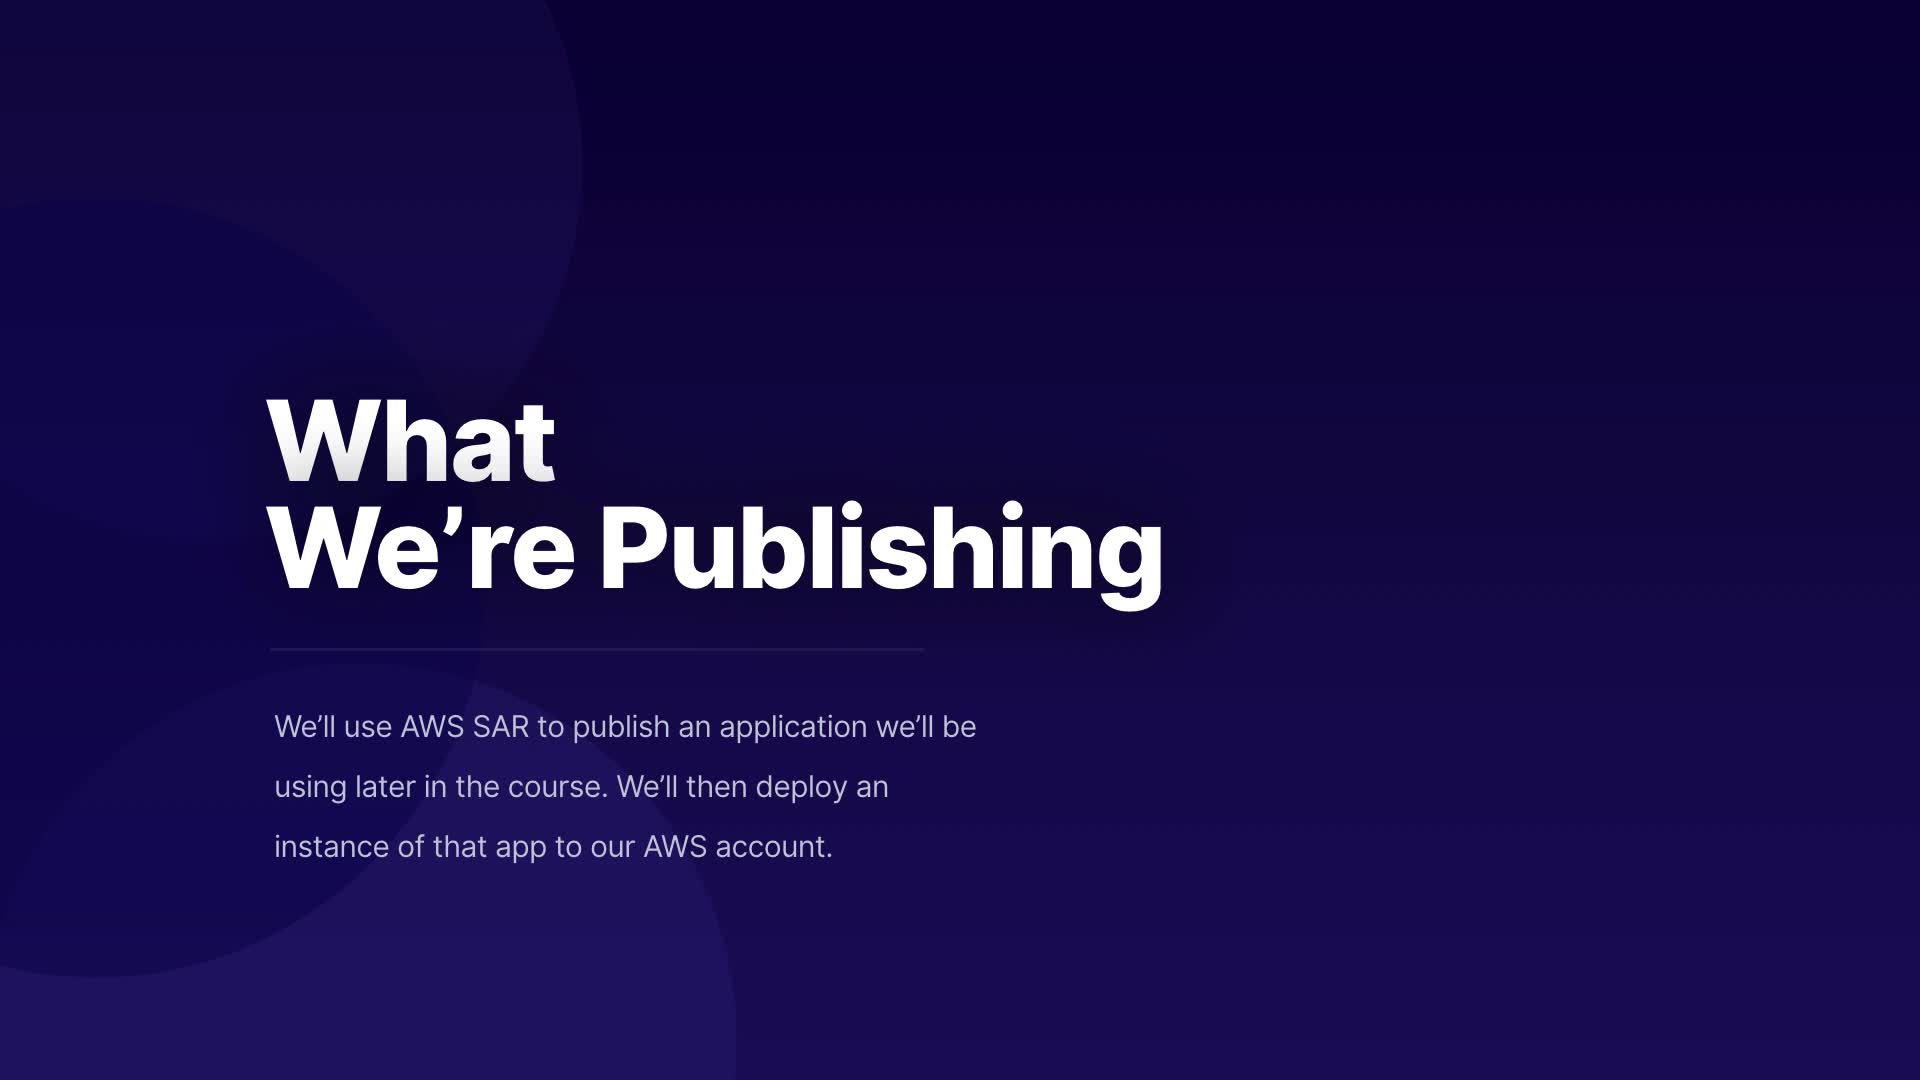 What
We’re Publishing
We’ll use AWS SAR to publish an application we’ll be
using later in the course. We’ll then deploy an
instance of that app to our AWS account.